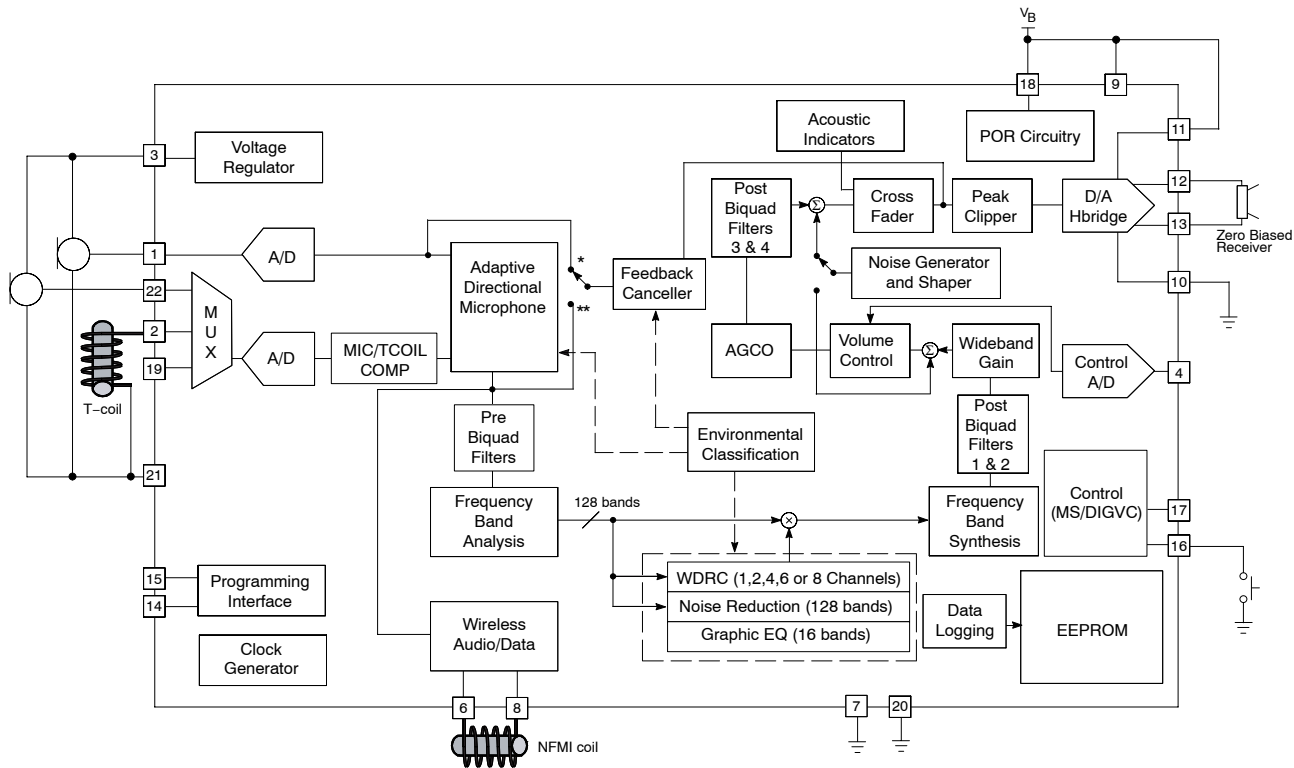 VB
18
9
Acoustic
Indicators
POR Circuitry
11
3
Voltage
Regulator
12
Post
Biquad
Filters
3 & 4
Σ
Cross
Fader
Peak
Clipper
D/A
Hbridge
13
Zero Biased
Receiver
1
A/D
Adaptive
Directional
Microphone
*
**
Feedback
Canceller
Noise Generator
and Shaper
10
22
2
19
MUX
A/D
MIC/TCOIL
COMP
AGCO
Volume
Control
Σ
Wideband
Gain
Control
A/D
4
T−coil
Pre
Biquad
Filters
Environmental
Classification
Post
Biquad
Filters
1 & 2
21
Frequency
Band
Analysis
128 bands
×
Frequency
Band
Synthesis
Control
(MS/DIGVC)
17
16
15
14
Programming
Interface
WDRC (1,2,4,6 or 8 Channels)
Noise Reduction (128 bands)
Graphic EQ (16 bands)
Data
Logging
EEPROM
Clock
Generator
Wireless
Audio/Data
6
8
7
20
NFMI coil